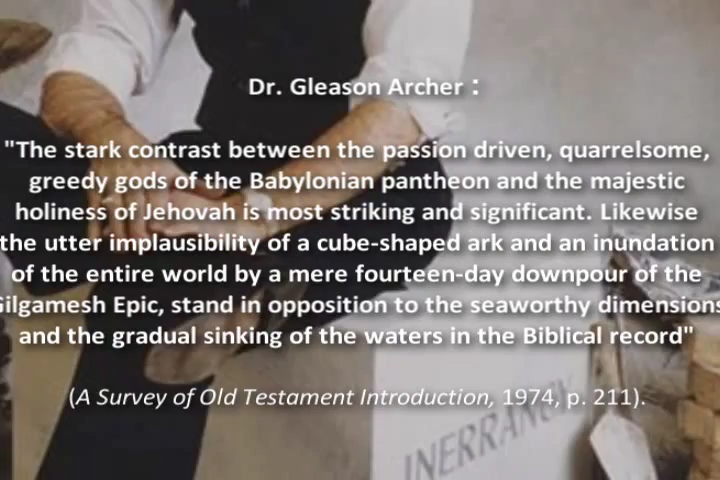 Dr. Gleason Archer :
"The stark contrast between the passion driven, quarrelsome,
greedy gods of the Babylonian pantheon and the majestic
holiness of Jehovah is most striking and significant. Likewise
the utter implausibility of a cube-shaped ark and an inundation
of the entire world by a mere fourteen-day downpour of the
Gilgamesh Epic, stand in opposition to the seaworthy dimensions
and the gradual sinking of the waters in the Biblical record"
(A Survey of Old Testament Introduction, 1974, p. 211).
INERRANCY